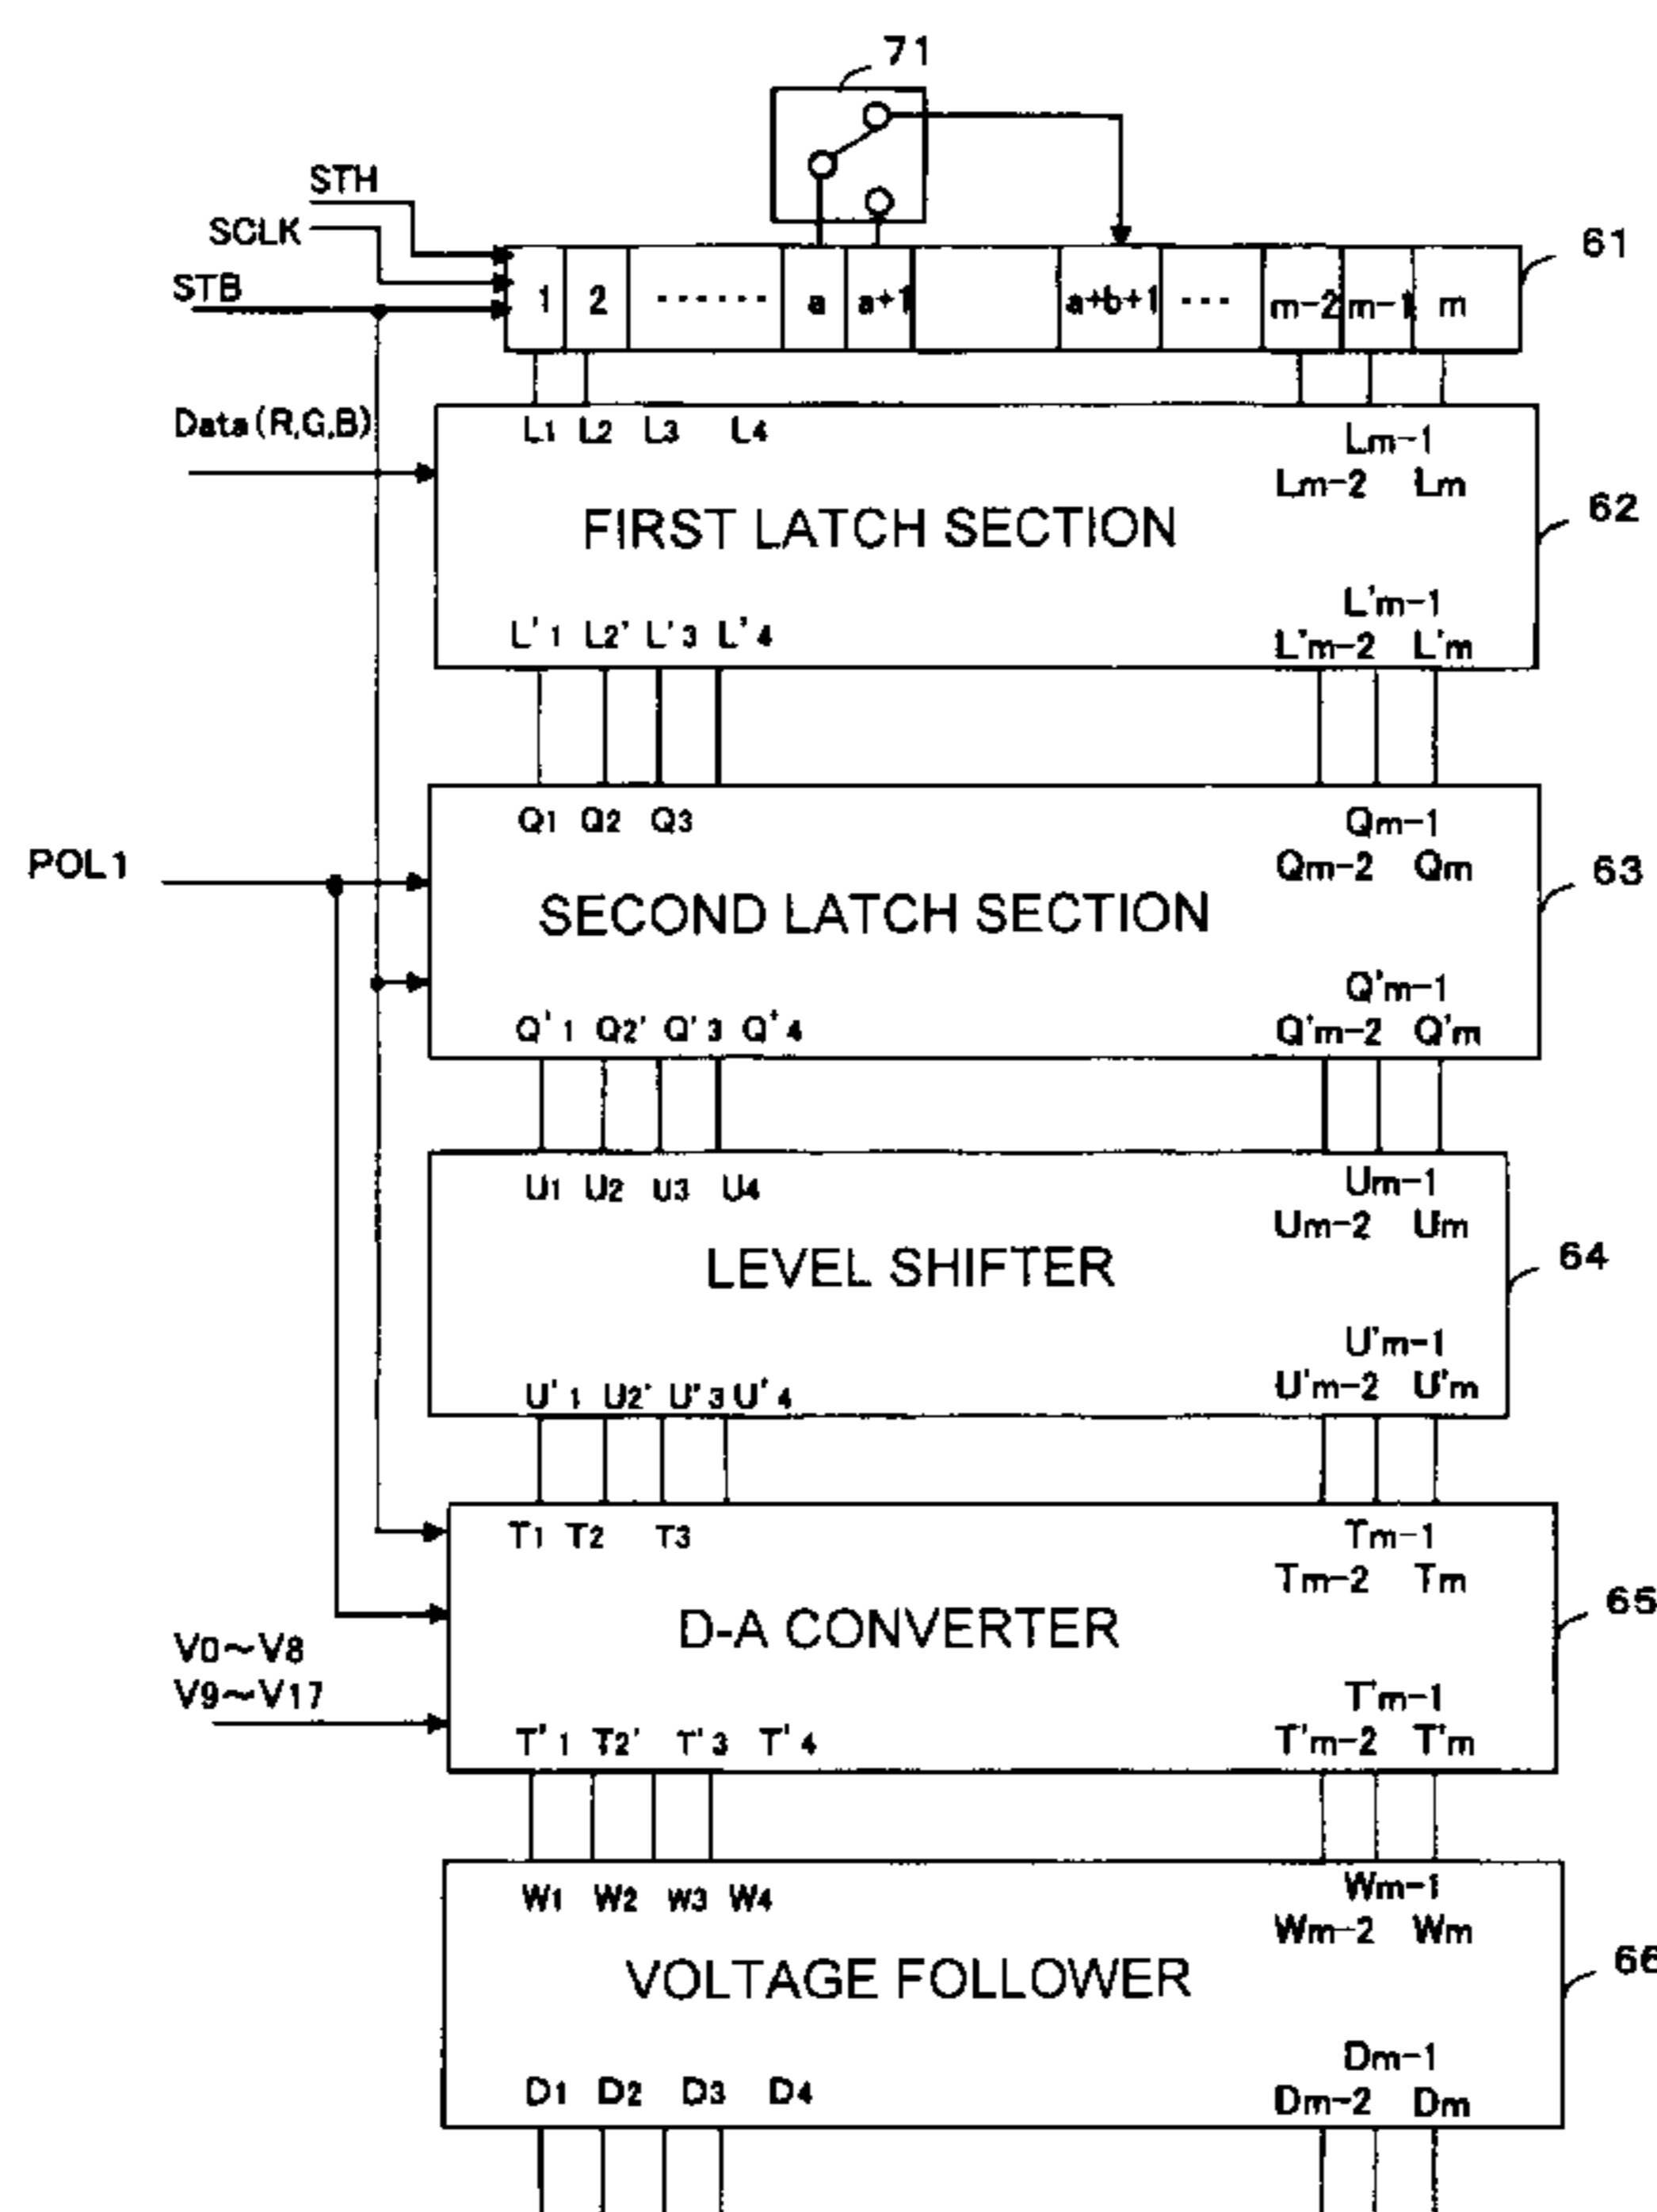 71
STH
SCLK
STB
61
1 2 ······ a a+1 a+b+1 ··· m-2 m-1 m
Data(R,G,B)
L1 L2 L3 L4 Lm-1
Lm-2 Lm
FIRST LATCH SECTION
62
L'm-1
L'1 L2' L'3 L'4 L'm-2 L'm
Q1 Q2 Q3 Qm-1
Qm-2 Qm
POL1
63
SECOND LATCH SECTION
Q'm-1
Q'1 Q2' Q'3 Q'4 Q'm-2 Q'm
U1 U2 U3 U4 Um-1
Um-2 Um
64
LEVEL SHIFTER
U'm-1
U'1 U2' U'3 U'4 U'm-2 U'm
T1 T2 T3 Tm-1
Tm-2 Tm
65
D-A CONVERTER
V0~V8
V9~V17
T'm-1
T'1 T2' T'3 T'4 T'm-2 T'm
W1 W2 W3 W4 Wm-1
Wm-2 Wm
66
VOLTAGE FOLLOWER
Dm-1
D1 D2 D3 D4 Dm-2 Dm